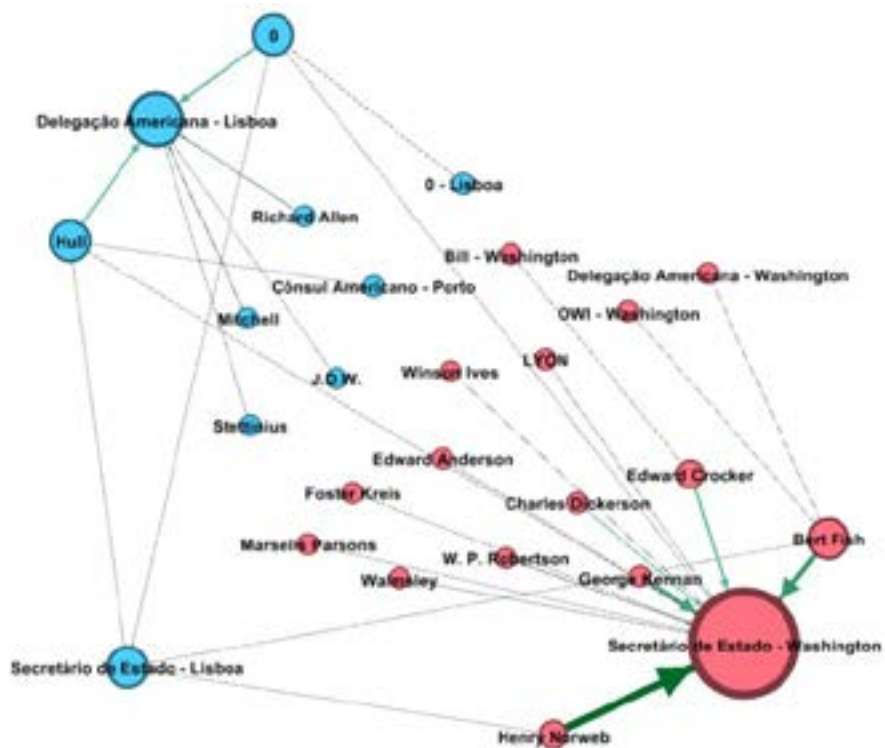 0
Delegação Americana - Lisboa
0 - Lisboa
Richard Allen
Hull
Bill - Washington
Delegação Americana - Washington
Cônsul Americano - Porto
OWI - Washington
Mitchell
LYON
Winson Ives
J.D W.
Stettinius
Edward Anderson
Edward Crocker
Foster Kreis
Charles Dickerson
Bert Fish
Marselis Parsons
W. P. Robertson
Walmsley
George Kennan
Secretário de Estado - Washington
Secretário de Estado - Lisboa
Henry Norweb